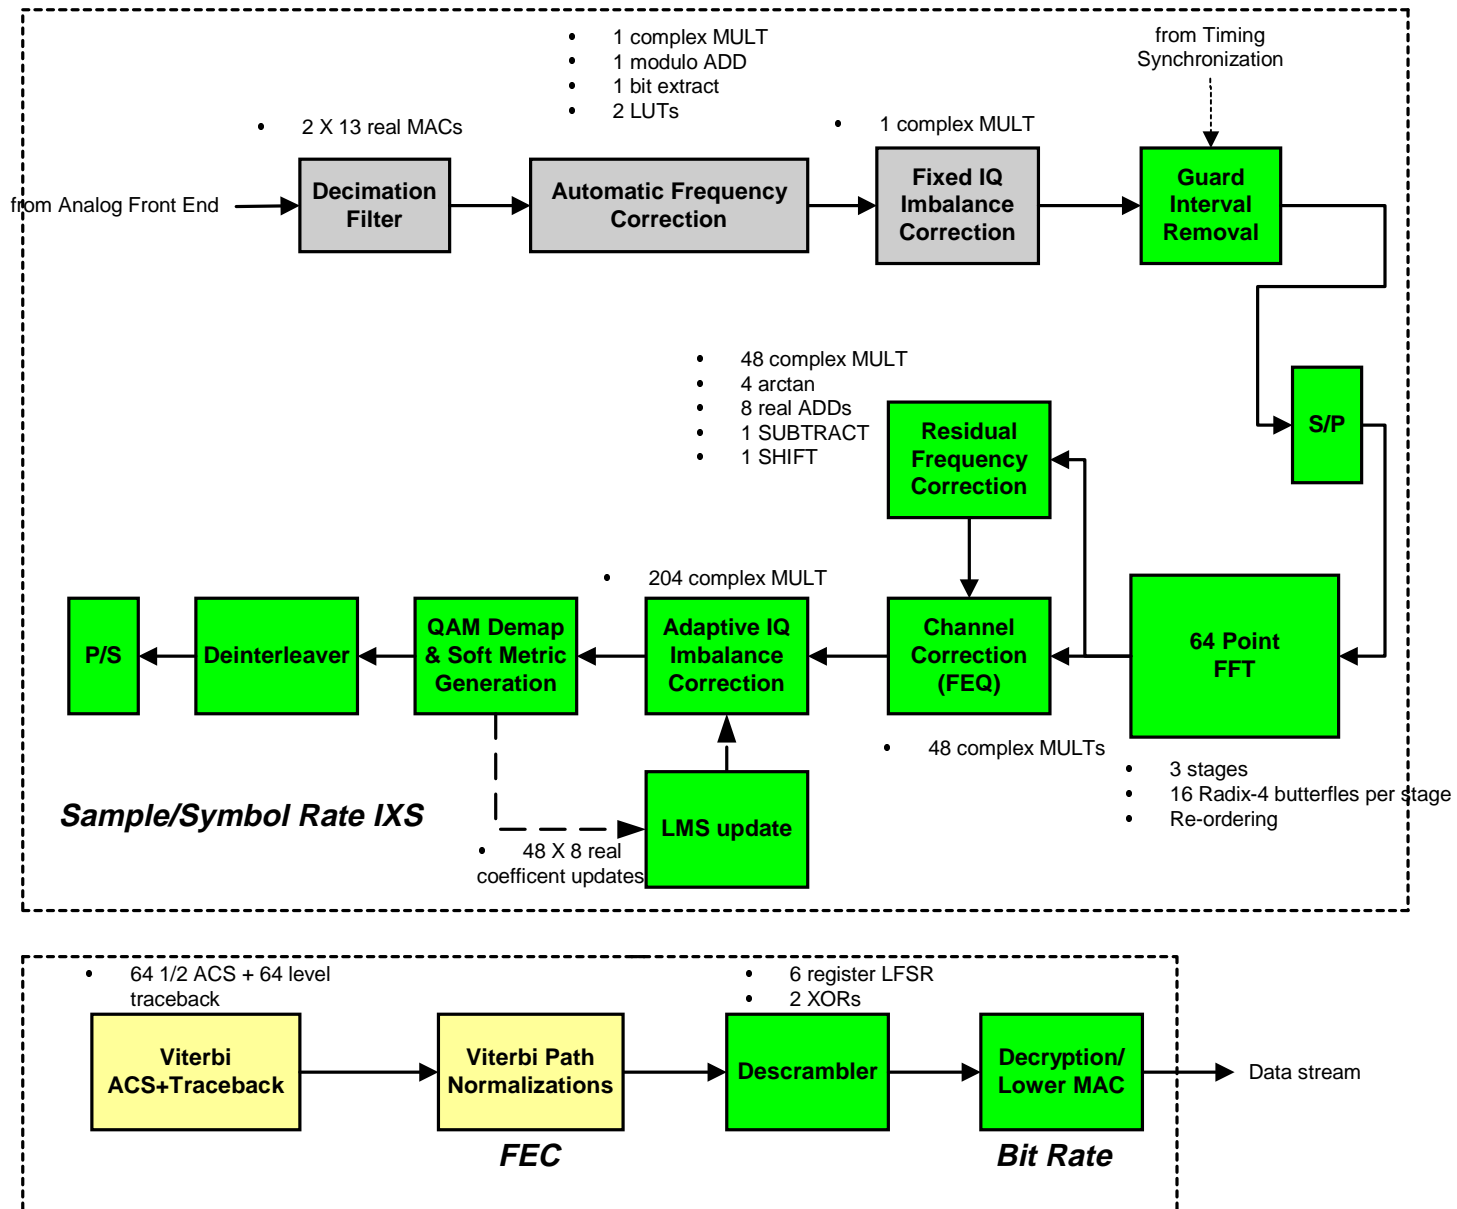 • 1 complex MULT
• 1 modulo ADD
• 1 bit extract
• 2 LUTs
from Timing
Synchronization
• 2 X 13 real MACs
• 1 complex MULT
from Analog Front End
Decimation
Filter
Automatic Frequency
Correction
Fixed IQ
Imbalance
Correction
Guard
Interval
Removal
• 48 complex MULT
• 4 arctan
• 8 real ADDs
• 1 SUBTRACT
• 1 SHIFT
Residual
Frequency
Correction
S/P
• 204 complex MULT
P/S
Deinterleaver
QAM Demap
& Soft Metric
Generation
Adaptive IQ
Imbalance
Correction
Channel
Correction
(FEQ)
64 Point
FFT
• 48 complex MULTs
• 3 stages
• 16 Radix-4 butterfles per stage
• Re-ordering
Sample/Symbol Rate IXS
LMS update
• 48 X 8 real
coefficent updates
• 64 1/2 ACS + 64 level
traceback
• 6 register LFSR
• 2 XORs
Viterbi
ACS+Traceback
Viterbi Path
Normalizations
Descrambler
Decryption/
Lower MAC
Data stream
FEC
Bit Rate